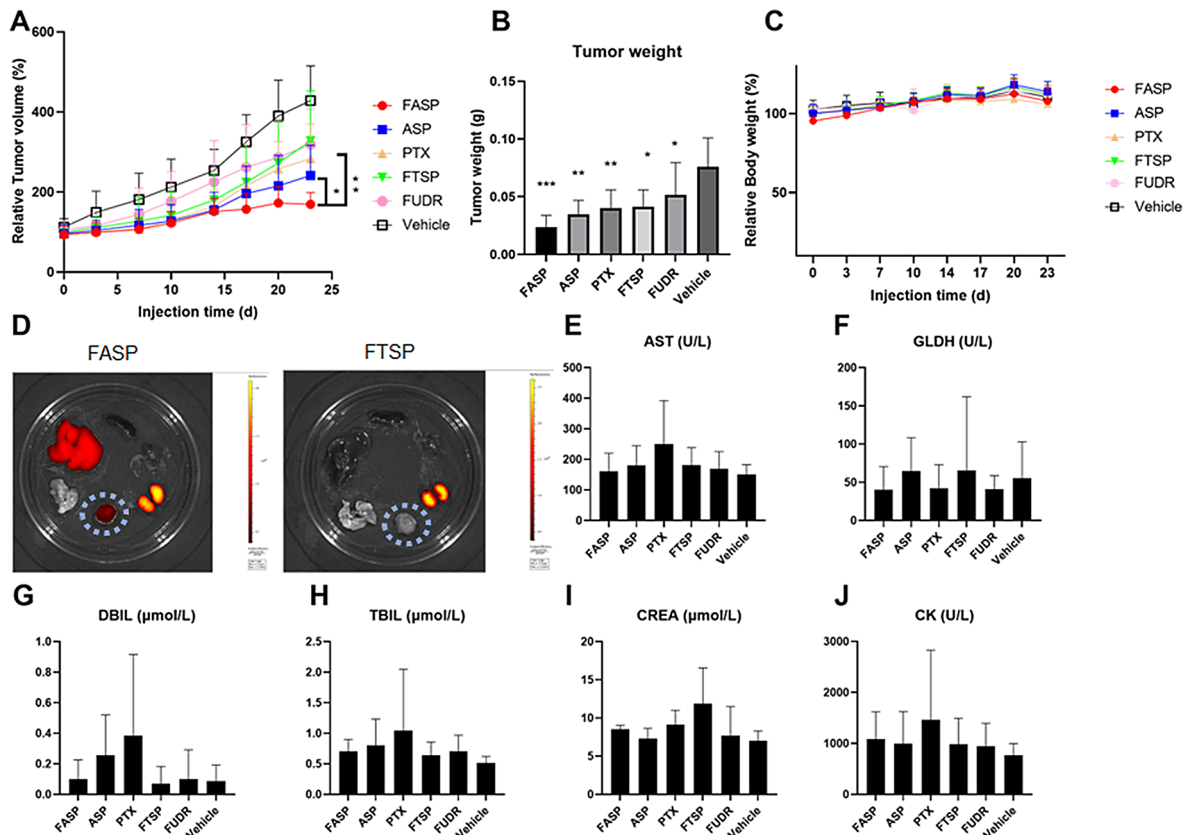 A
Relative Tumor volume (%)
600
400
200
0
0
5
10
15
20
25
Injection time (d)
FASP
ASP
PTX
FTSP
FUDR
Vehicle
*
**
B
Tumor weight
Tumor weight (g)
0.15
0.10
0.05
0.00
***
**
**
*
*
FASP
ASP
PTX
FTSP
FUDR
Vehicle
C
Relative Body weight (%)
100
50
0
3
7
10
14
17
20
23
Injection time (d)
FASP
ASP
PTX
FTSP
FUDR
Vehicle
D
FASP
FTSP
E
AST (U/L)
500
400
300
200
100
0
FASP
ASP
PTX
FTSP
FUDR
Vehicle
F
GLDH (U/L)
200
150
100
50
0
FASP
ASP
PTX
FTSP
FUDR
Vehicle
G
DBIL (μmol/L)
1.0
0.8
0.6
0.4
0.2
0.0
FASP
ASP
PTX
FTSP
FUDR
Vehicle
H
TBIL (μmol/L)
2.5
2.0
1.5
1.0
0.5
0.0
FASP
ASP
PTX
FTSP
FUDR
Vehicle
I
CREA (μmol/L)
20
15
10
5
0
FASP
ASP
PTX
FTSP
FUDR
Vehicle
J
CK (U/L)
3000
2000
1000
0
FASP
ASP
PTX
FTSP
FUDR
Vehicle